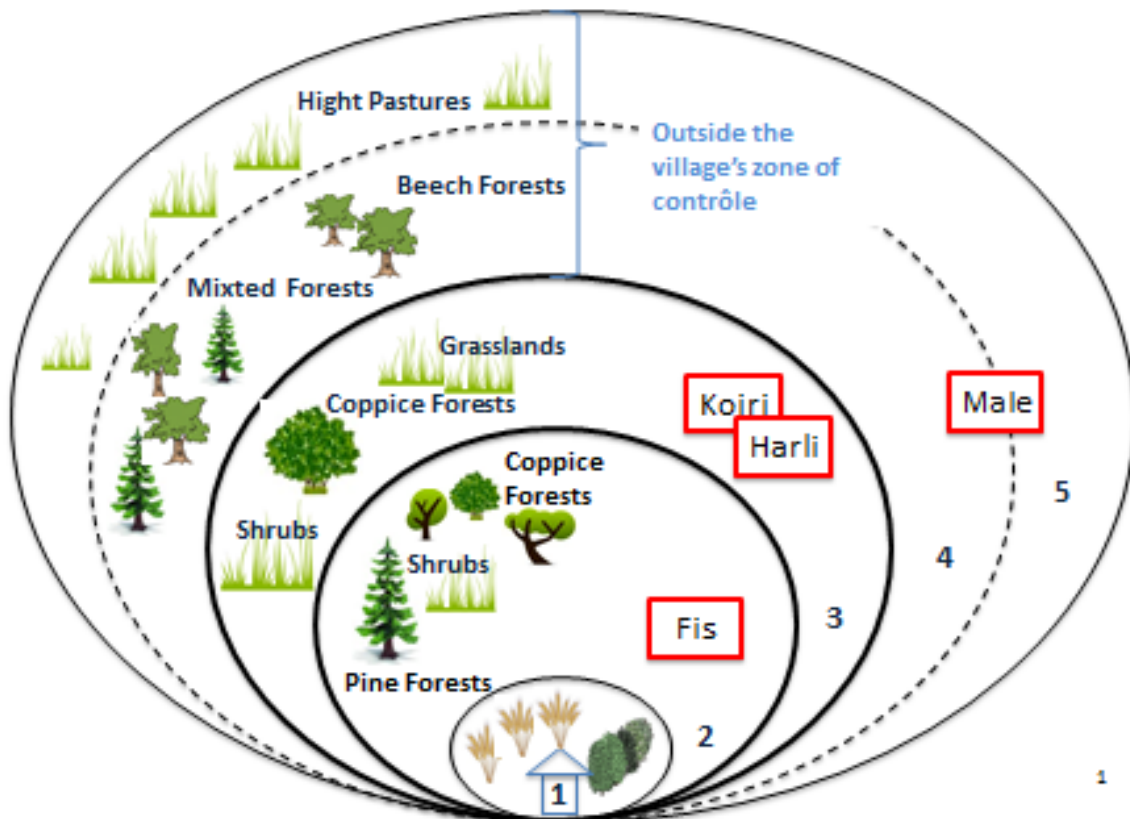 Hight Pastures
Outside the
village's zone of
contrôle
Beech Forests
Mixted Forests
Grasslands
Coppice Forests
Koiri
Harli
Male
Coppice
Forests
5
Shrubs
4
Shrubs
3
Fis
Pine Forests
2
1
1